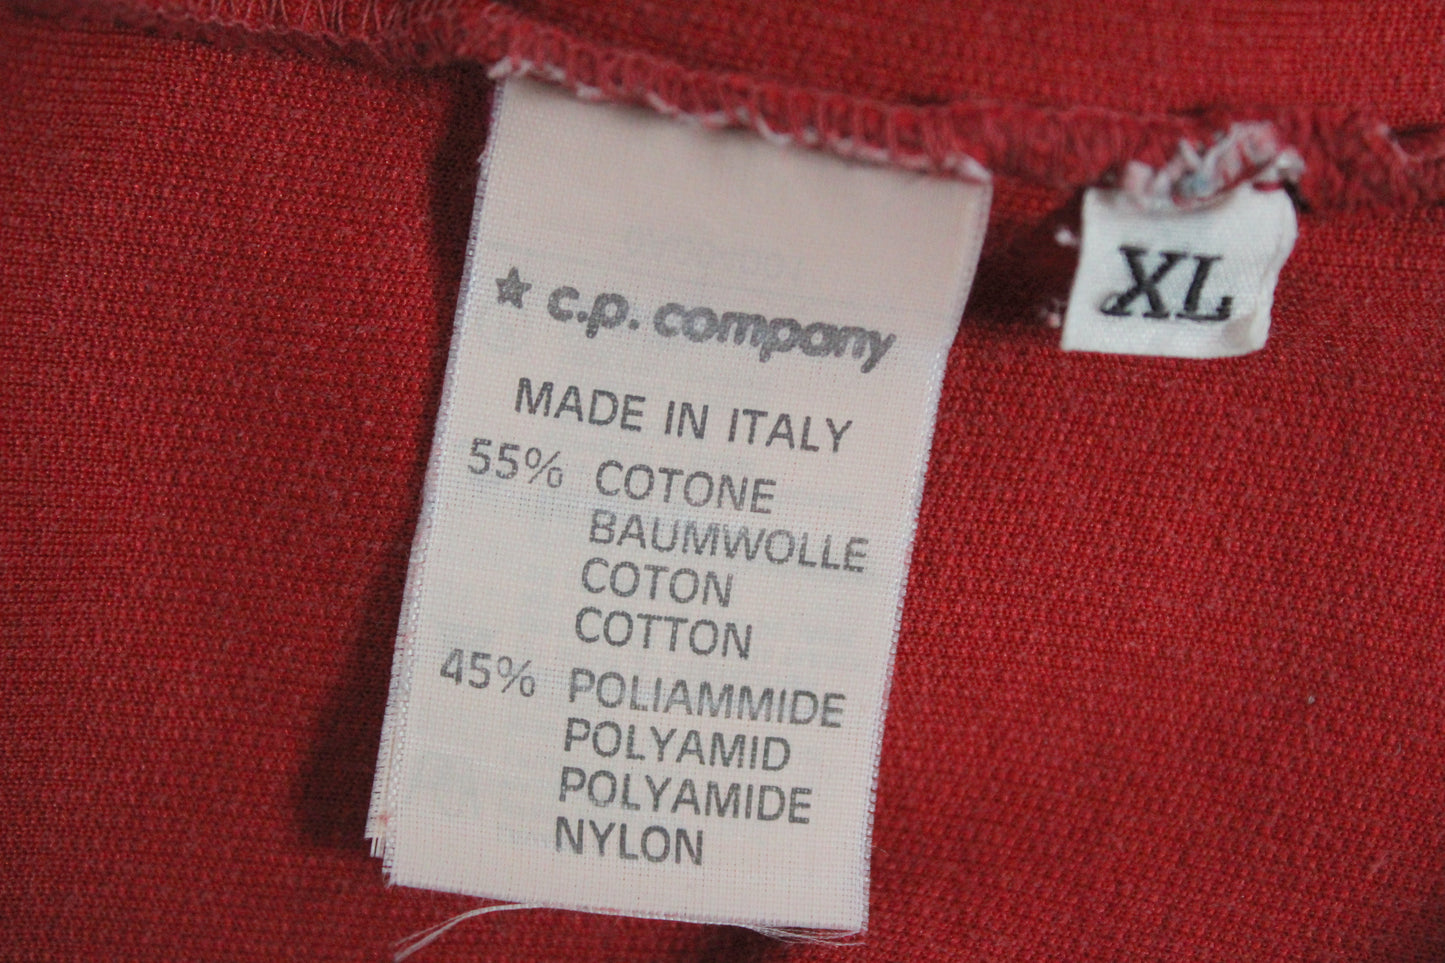 ★ c.p. company
MADE IN ITALY
55% COTONE
BAUMWOLLE
COTON
COTTON
45% POLIAMMIDE
POLYAMID
POLYAMIDE
NYLON
XL